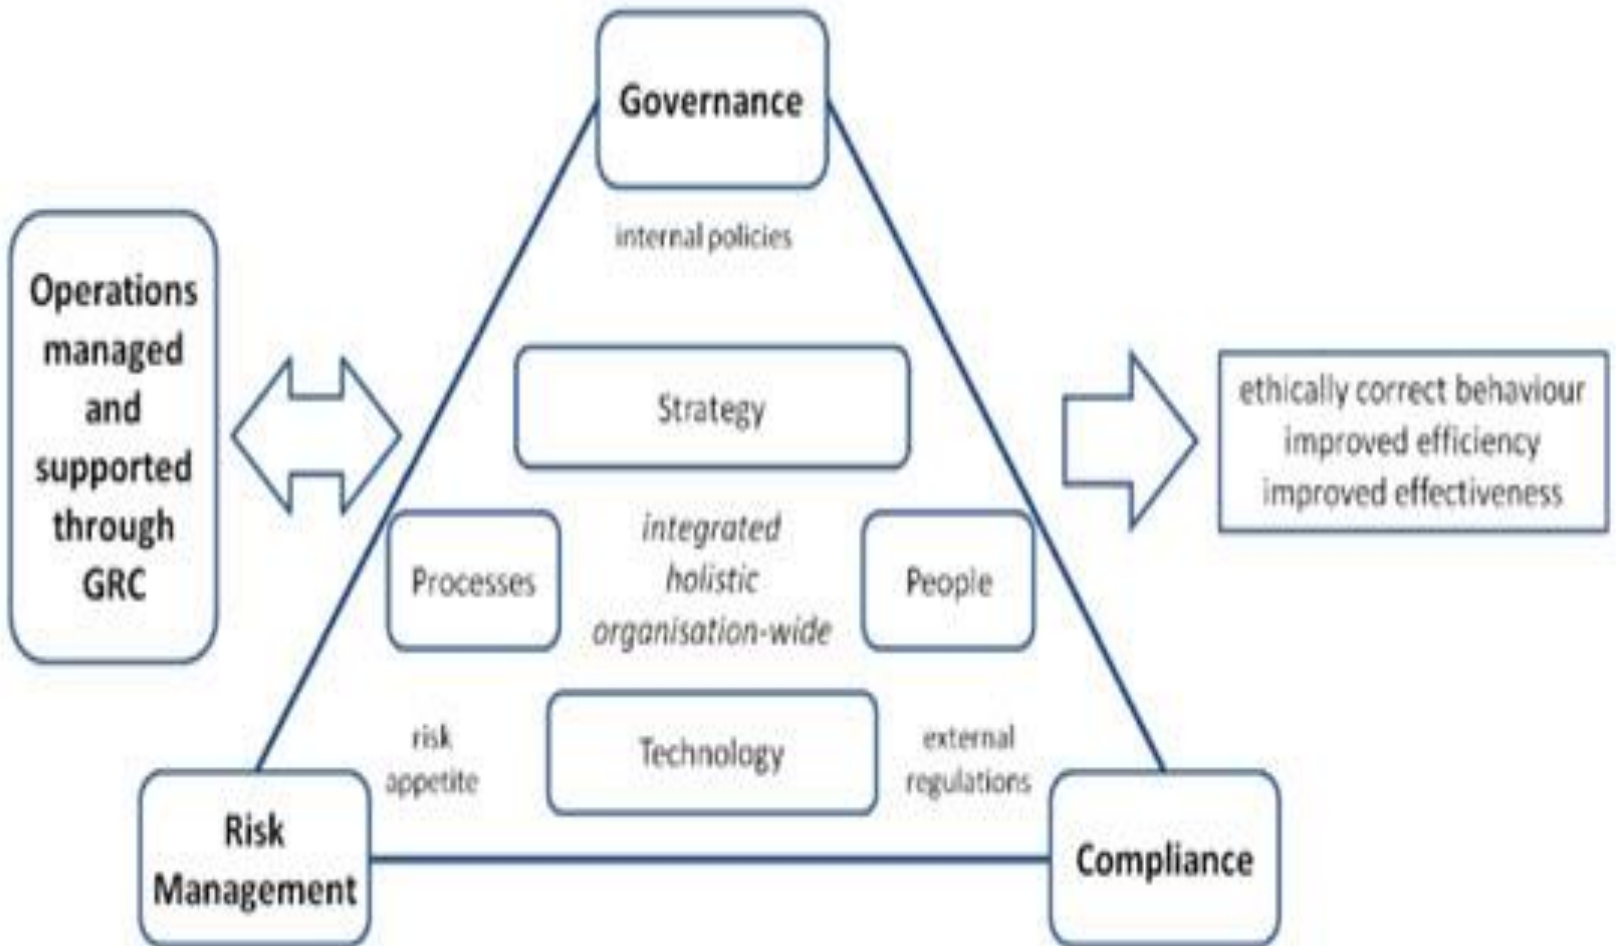 Governance
internal policies
Operations
managed
and
supported
through
GRC
Strategy
ethically correct behaviour
improved efficiency
improved effectiveness
Processes
integrated
holistic
organisation-wide
People
risk
appetite
Technology
external
regulations
Risk
Management
Compliance